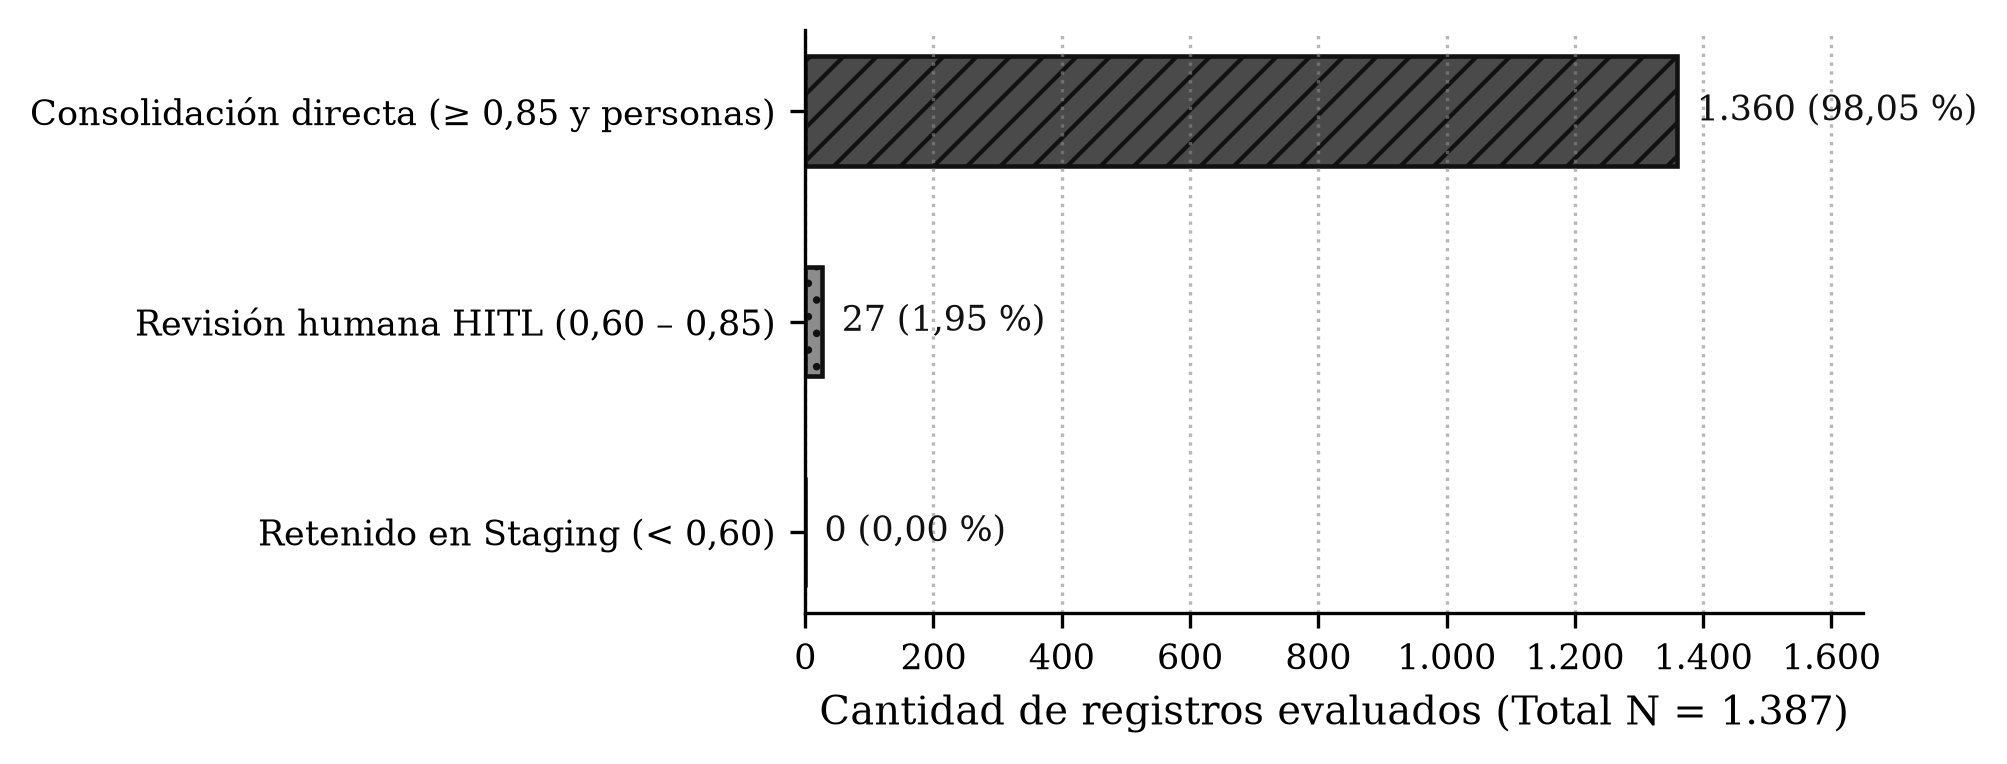 Consolidación directa (≥ 0,85 y personas)
1.360 (98,05 %)
Revisión humana HITL (0,60 – 0,85)
27 (1,95 %)
Retenido en Staging (< 0,60)
0 (0,00 %)
0 200 400 600 800 1.000 1.200 1.400 1.600
Cantidad de registros evaluados (Total N = 1.387)